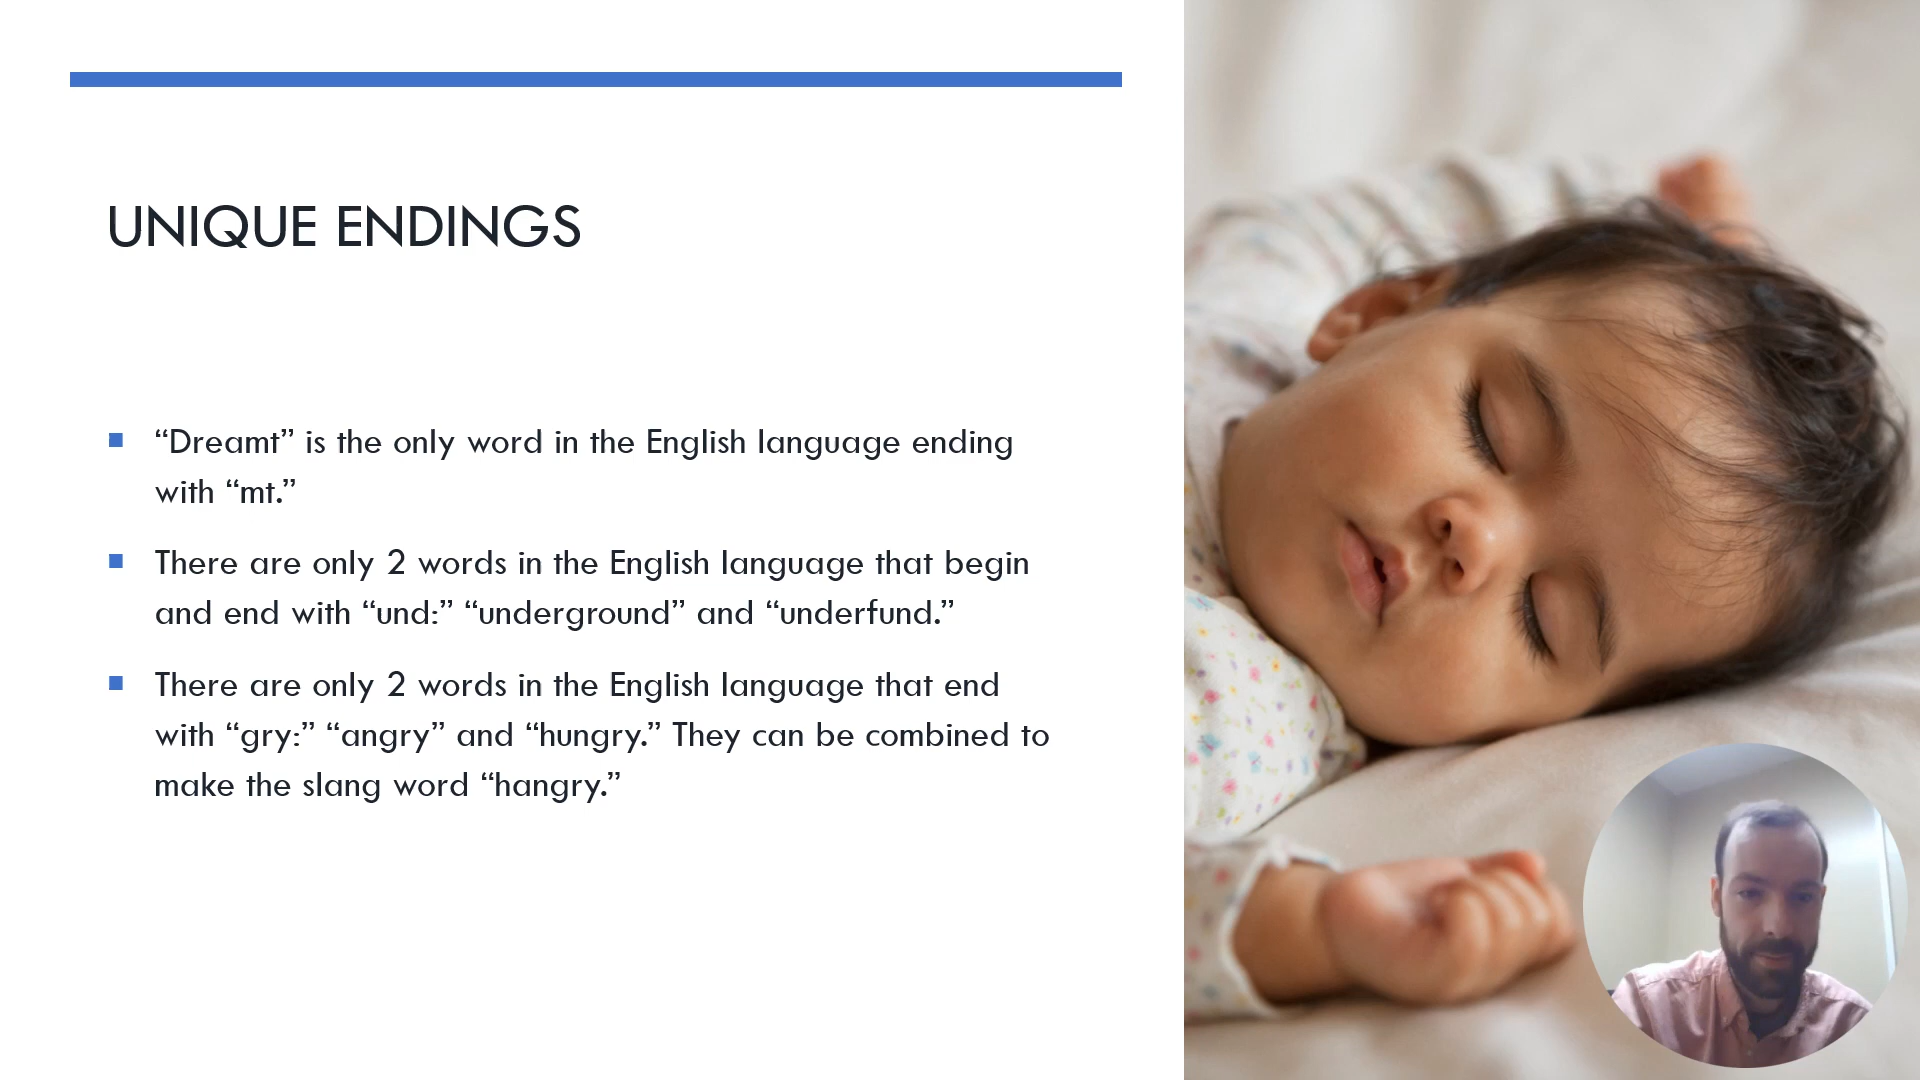 UNIQUE ENDINGS
“Dreamt” is the only word in the English language ending
with “mt.”
There are only 2 words in the English language that begin
and end with “und:” “underground” and “underfund.”
There are only 2 words in the English language that end
with “gry:” “angry” and “hungry.” They can be combined to
make the slang word “hangry.”